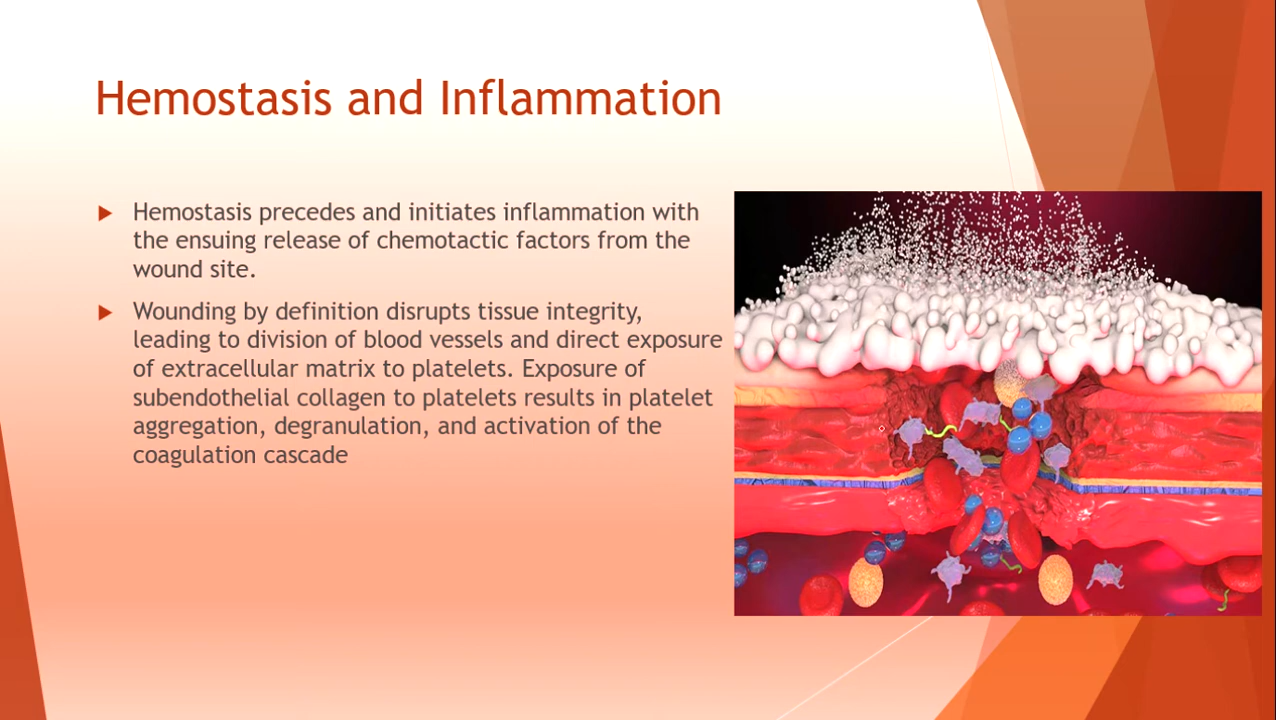 Hemostasis and Inflammation
Hemostasis precedes and initiates inflammation with
the ensuing release of chemotactic factors from the
wound site.
Wounding by definition disrupts tissue integrity,
leading to division of blood vessels and direct exposure
of extracellular matrix to platelets. Exposure of
subendothelial collagen to platelets results in platelet
aggregation, degranulation, and activation of the
coagulation cascade